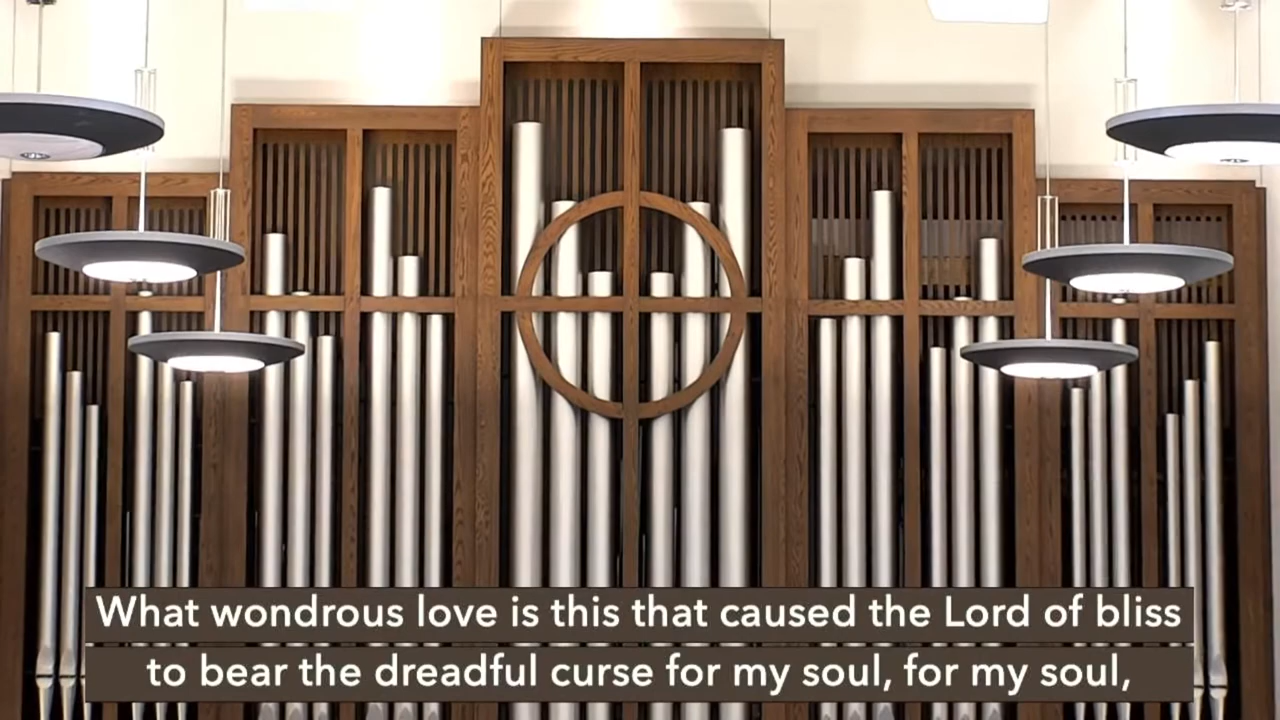 What wondrous love is this that caused the Lord of bliss
to bear the dreadful curse for my soul, for my soul,